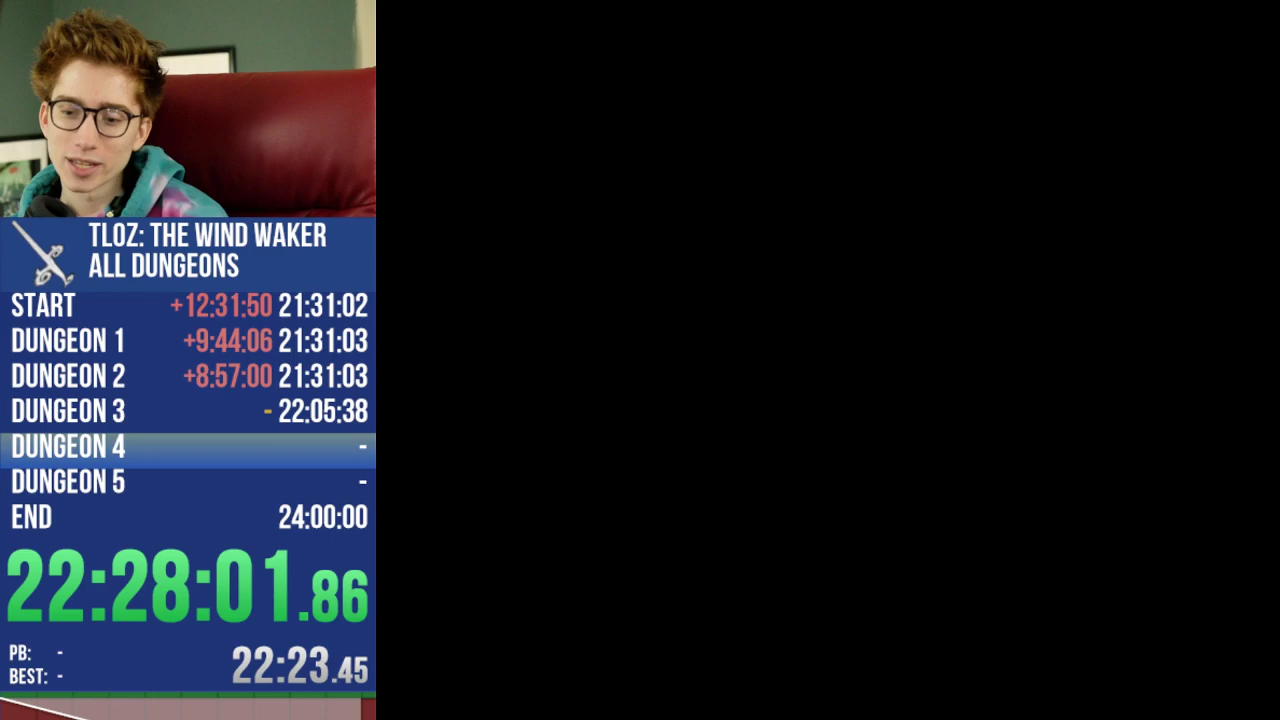 TLOZ: THE WIND WAKER
ALL DUNGEONS
START +12:31:50 21:31:02
DUNGEON 1 +9:44:06 21:31:03
DUNGEON 2 +8:57:00 21:31:03
DUNGEON 3 - 22:05:38
DUNGEON 4 -
DUNGEON 5 -
END 24:00:00
22:28:01.86
PB: - 22:23.45
BEST: -